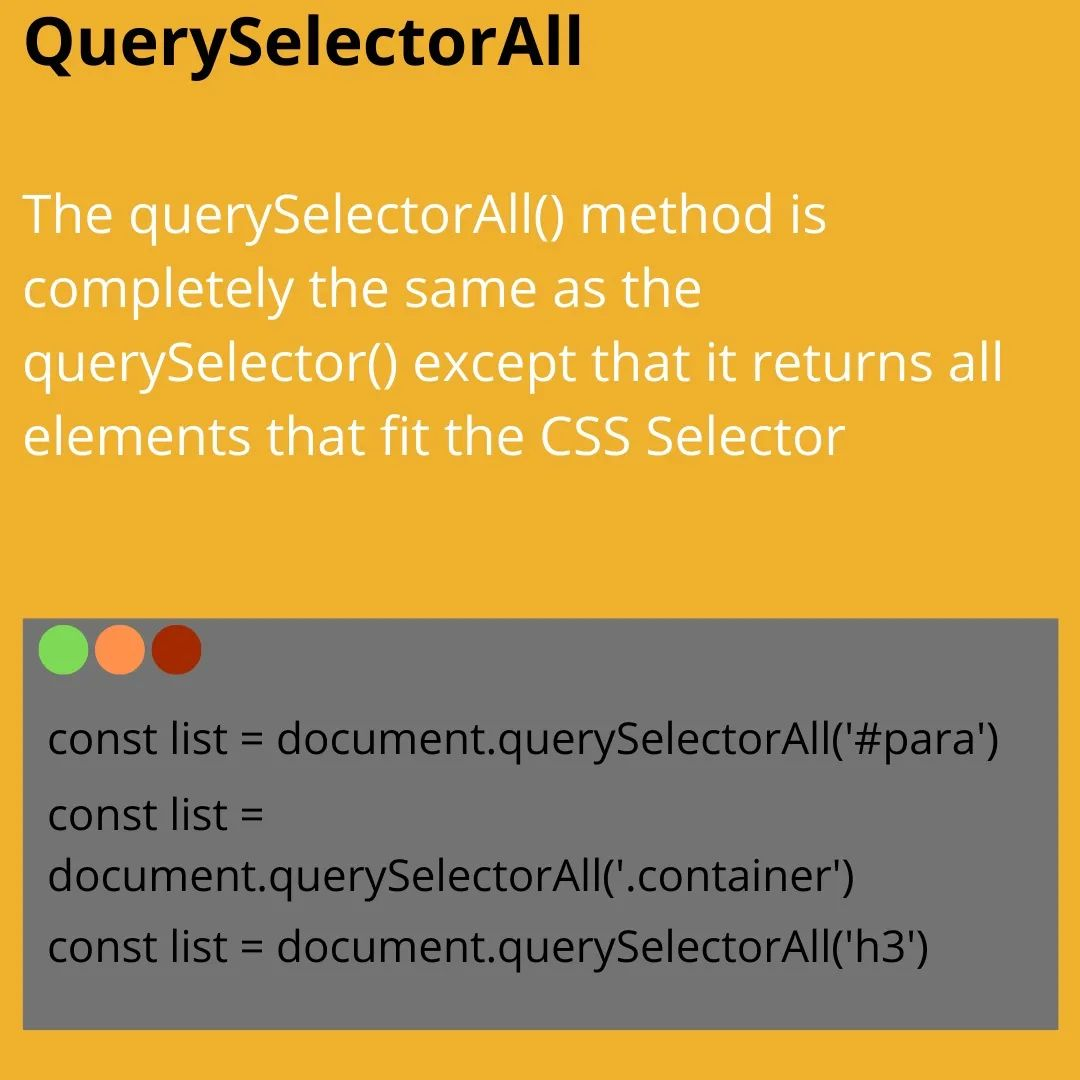 QuerySelectorAll
The querySelectorAll() method is
completely the same as the
querySelector() except that it returns all
elements that fit the CSS Selector
const list = document.querySelectorAll('#para')
const list =
document.querySelectorAll('.container')
const list = document.querySelectorAll('h3')